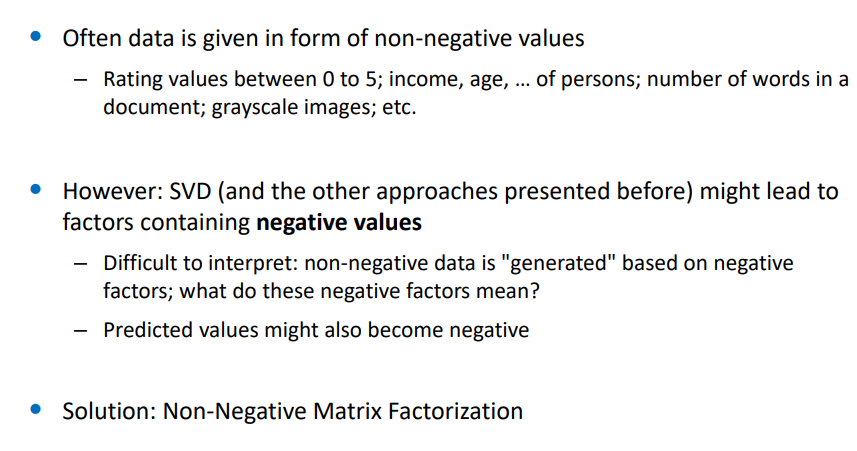 • Often data is given in form of non-negative values
– Rating values between 0 to 5; income, age, ... of persons; number of words in a
document; grayscale images; etc.
• However: SVD (and the other approaches presented before) might lead to
factors containing negative values
– Difficult to interpret: non-negative data is "generated" based on negative
factors; what do these negative factors mean?
– Predicted values might also become negative
• Solution: Non-Negative Matrix Factorization